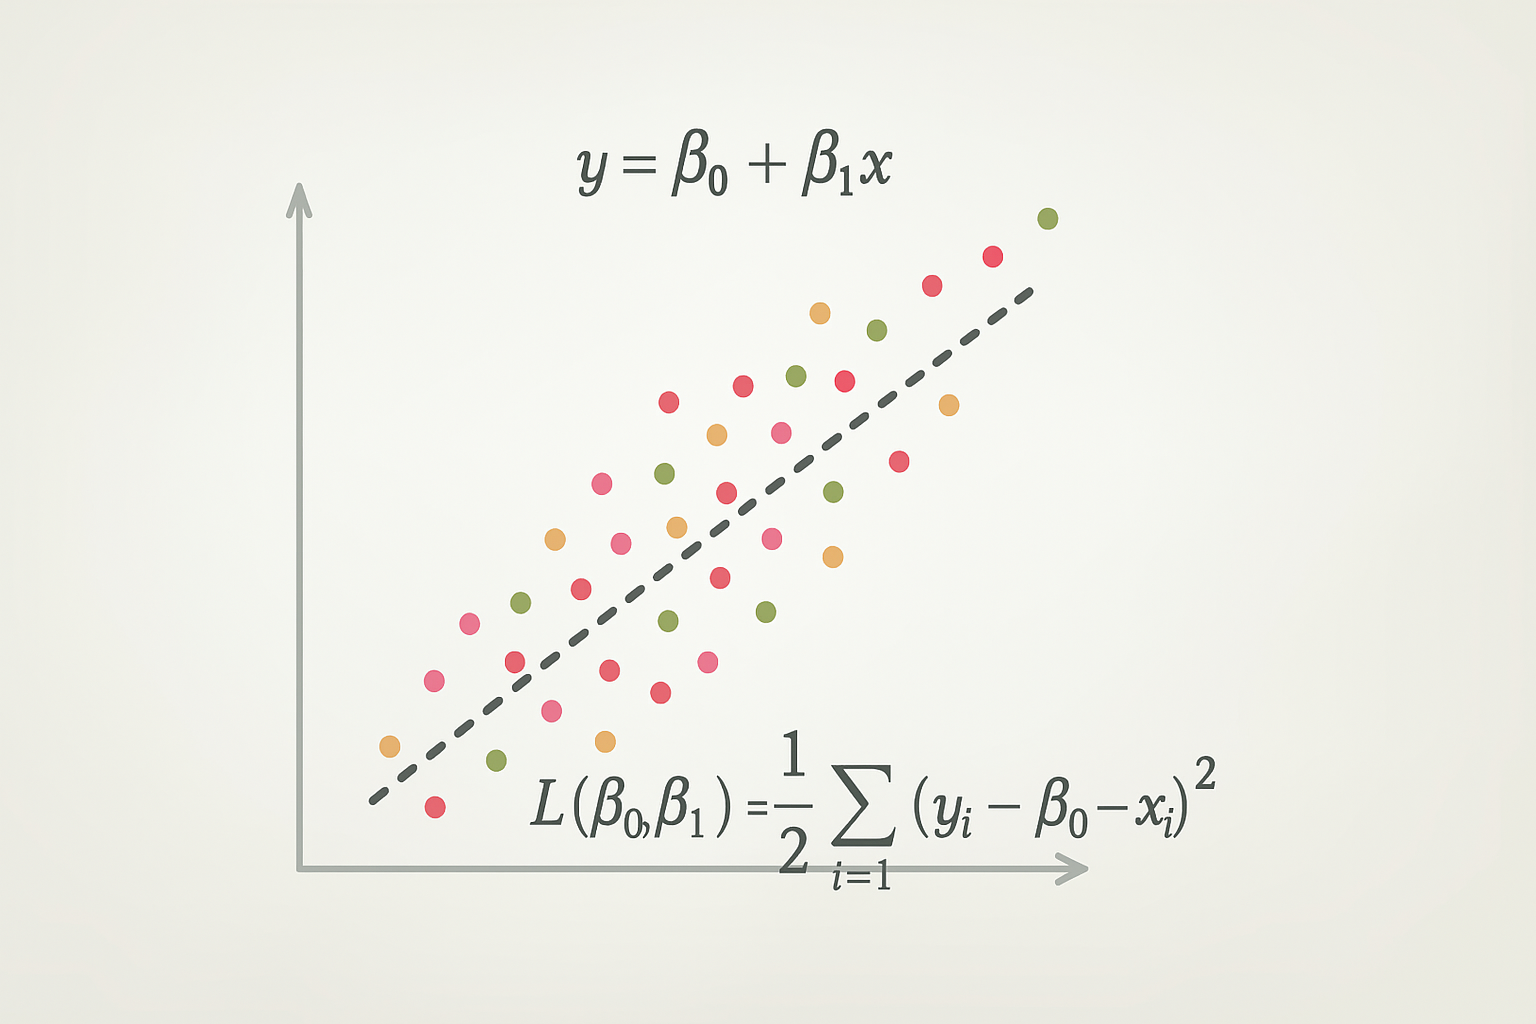 y = β₀ + β₁x
L(β₀,β₁) = 1/2 ∑ i=1 (yᵢ − β₀ − xᵢ)²